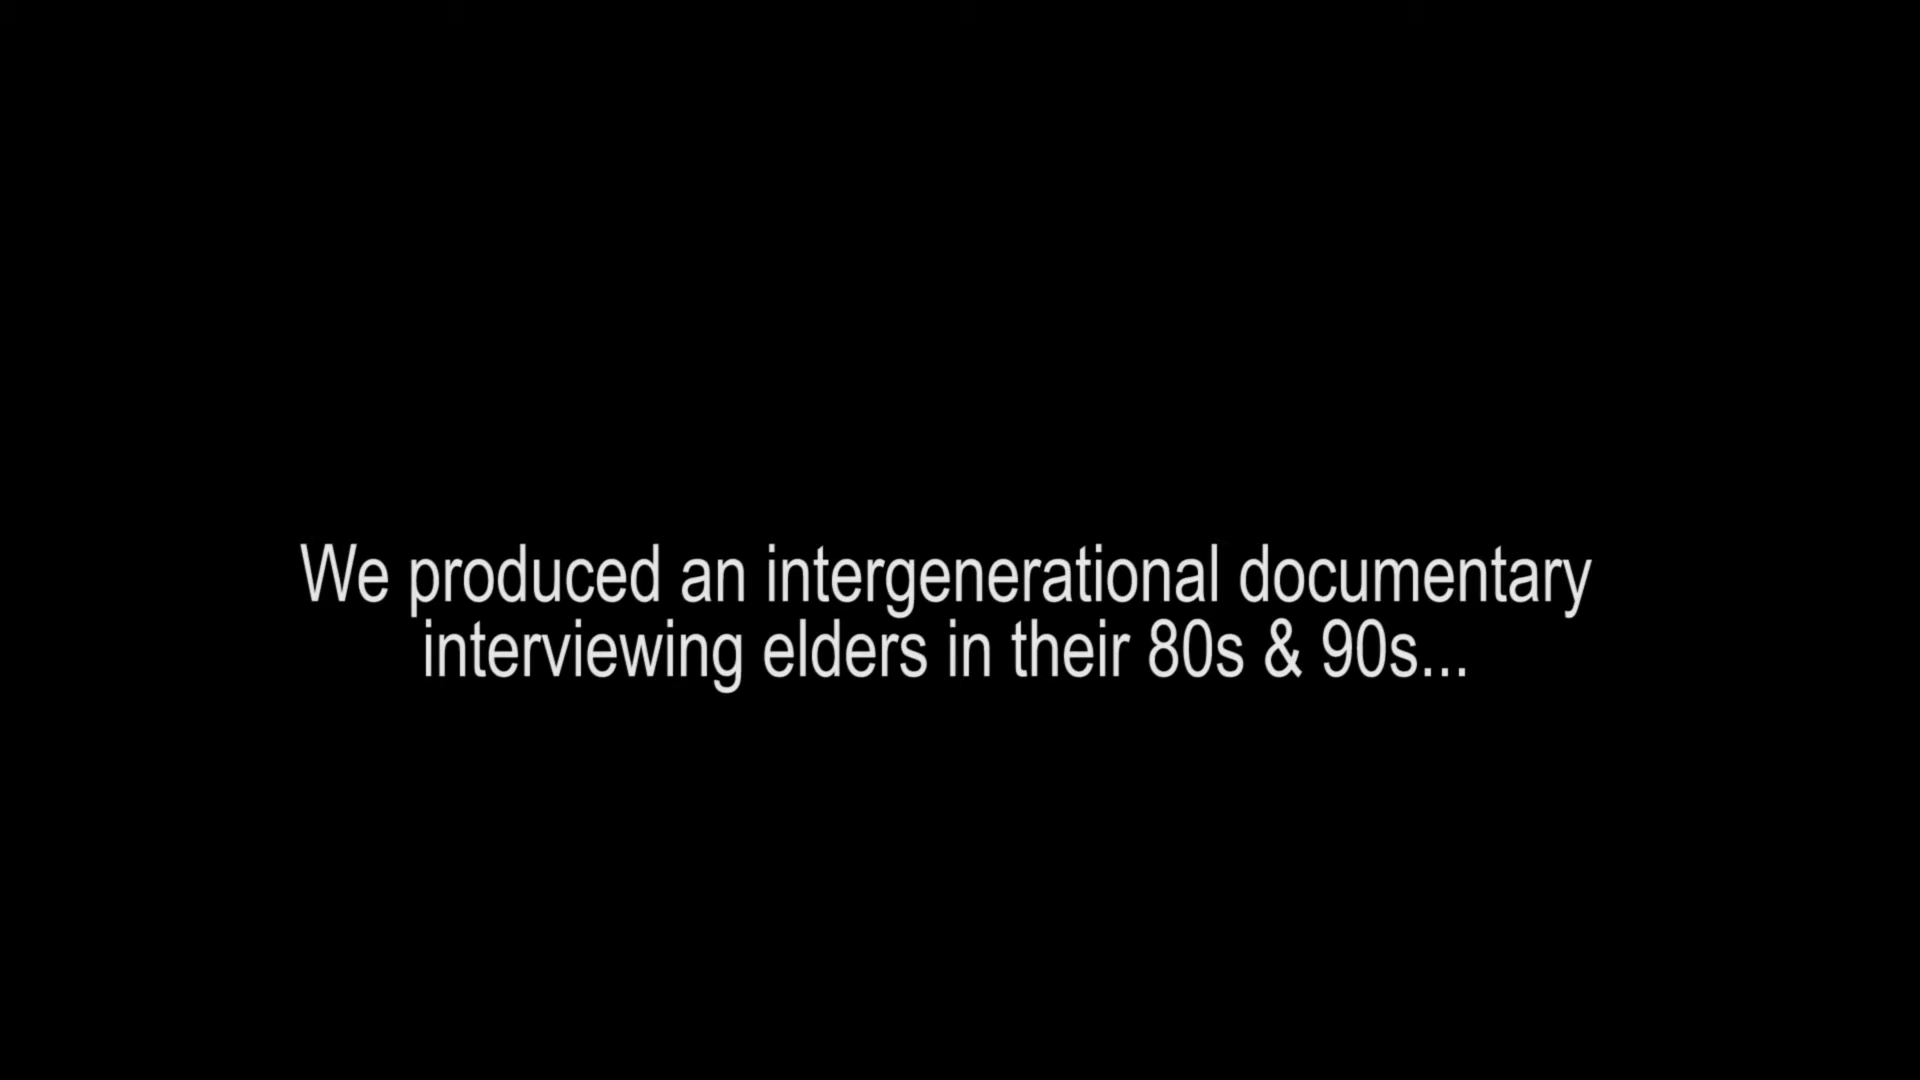 We produced an intergenerational documentary
interviewing elders in their 80s & 90s...